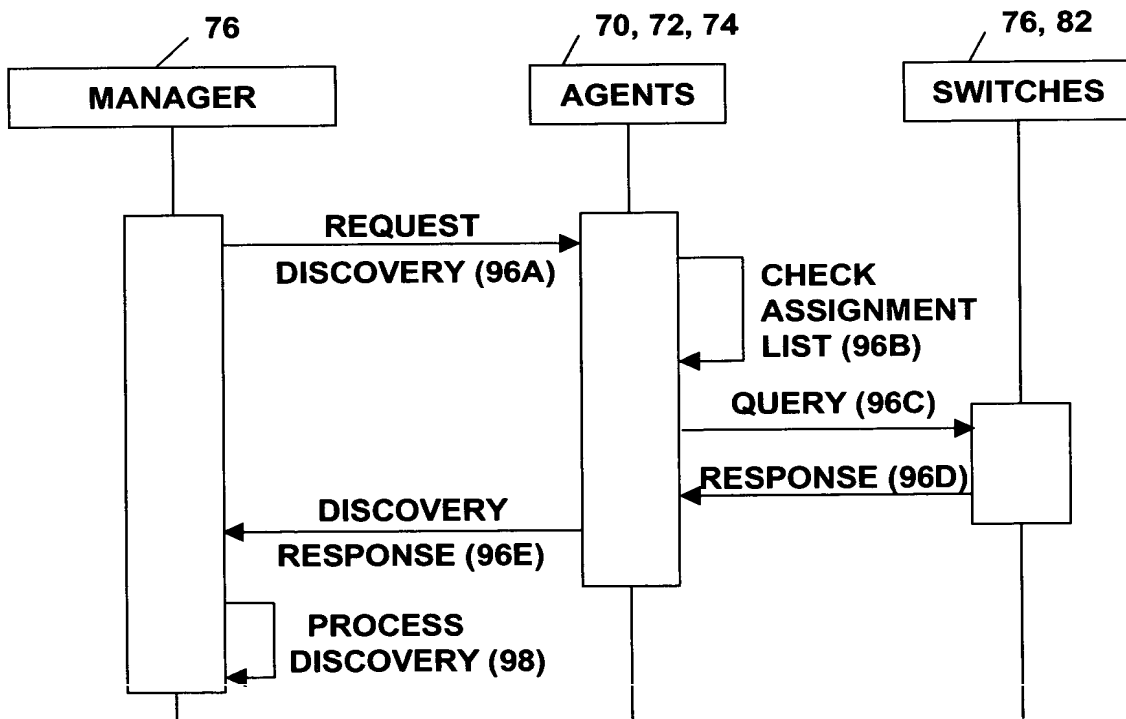 76
70, 72, 74
76, 82
MANAGER
AGENTS
SWITCHES
REQUEST
DISCOVERY (96A)
CHECK
ASSIGNMENT
LIST (96B)
QUERY (96C)
RESPONSE (96D)
DISCOVERY
RESPONSE (96E)
PROCESS
DISCOVERY (98)